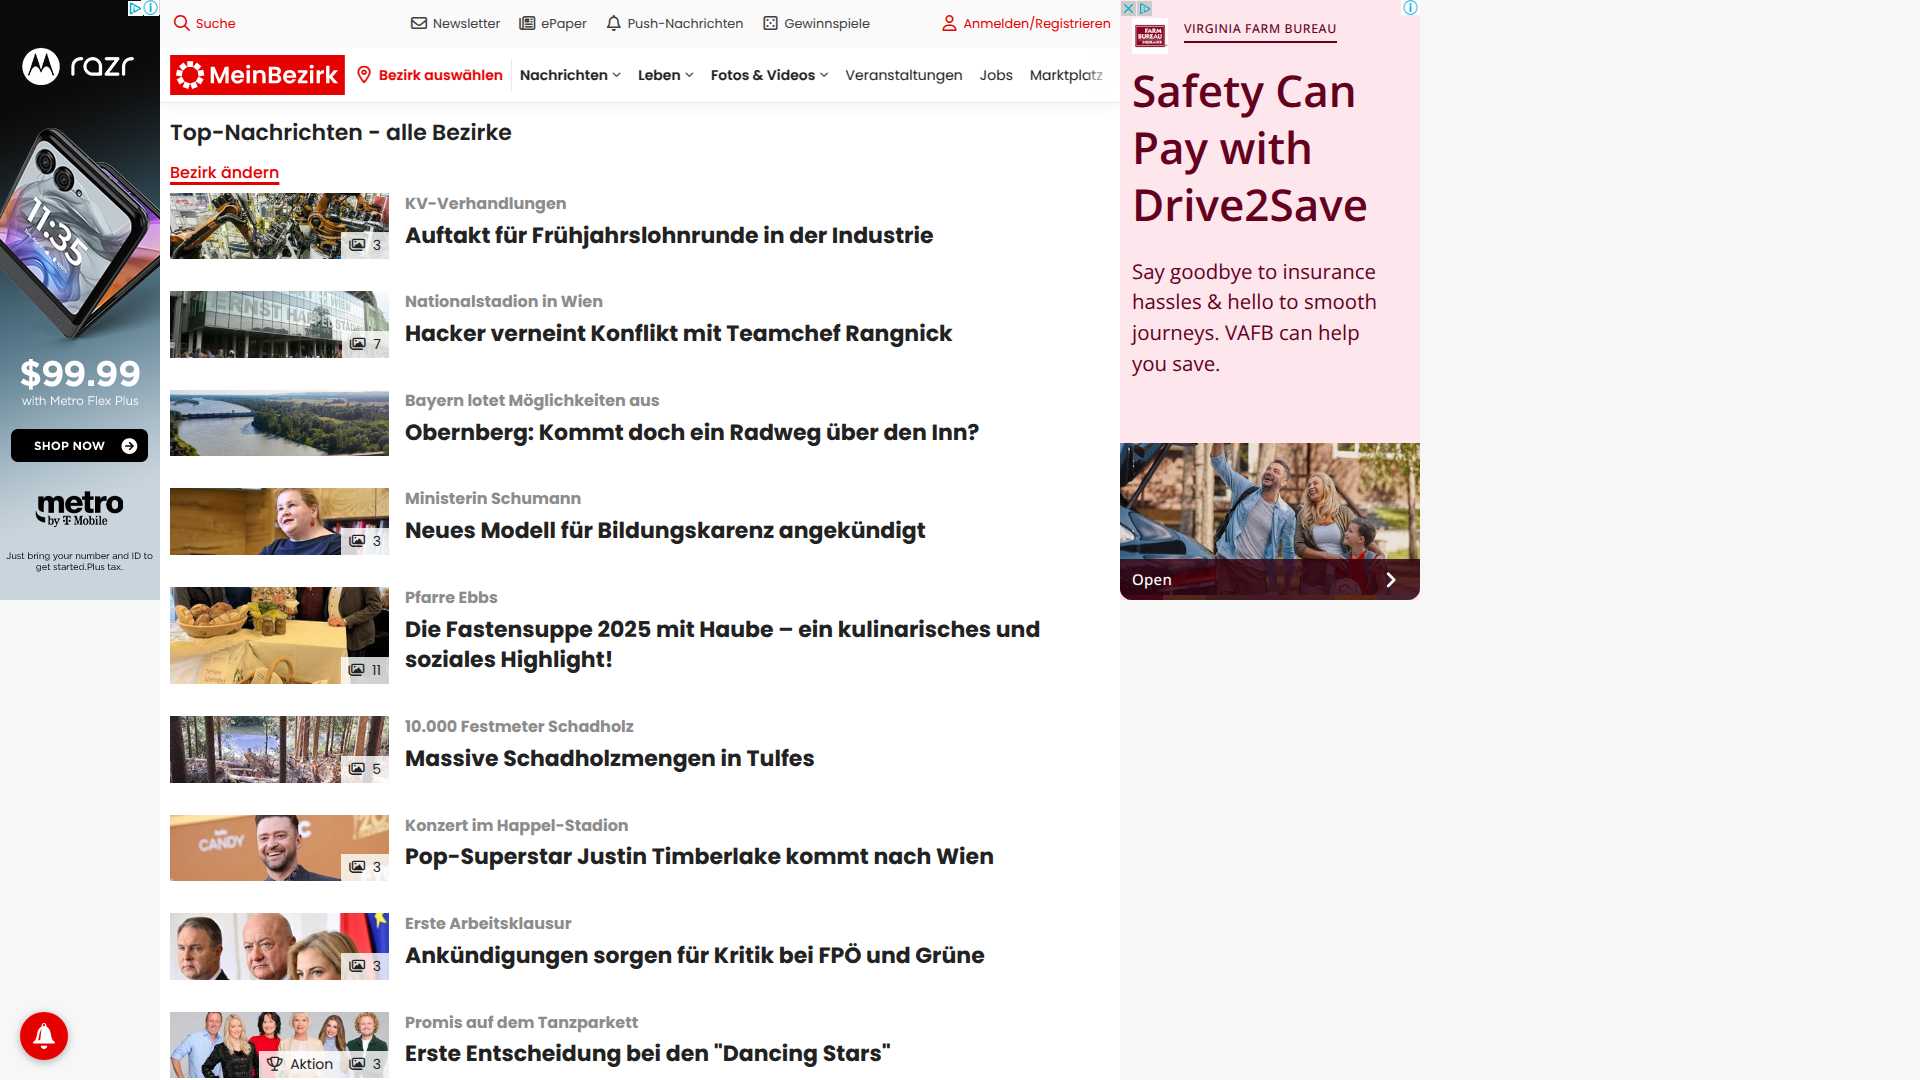 razr
11:35
$99.99
with Metro Flex Plus
SHOP NOW
metro
by T Mobile
Just bring your number and ID to
get started.Plus tax.
Suche
Newsletter
ePaper
Push-Nachrichten
Gewinnspiele
Anmelden/Registrieren
MeinBezirk
Bezirk auswählen
Nachrichten
Leben
Fotos & Videos
Veranstaltungen
Jobs
Marktplatz
Top-Nachrichten - alle Bezirke
Bezirk ändern
3
KV-Verhandlungen
Auftakt für Frühjahrslohnrunde in der Industrie
7
Nationalstadion in Wien
Hacker verneint Konflikt mit Teamchef Rangnick
Bayern lotet Möglichkeiten aus
Obernberg: Kommt doch ein Radweg über den Inn?
3
Ministerin Schumann
Neues Modell für Bildungskarenz angekündigt
11
Pfarre Ebbs
Die Fastensuppe 2025 mit Haube – ein kulinarisches und
soziales Highlight!
5
10.000 Festmeter Schadholz
Massive Schadholzmengen in Tulfes
CANDY
3
Konzert im Happel-Stadion
Pop-Superstar Justin Timberlake kommt nach Wien
3
Erste Arbeitsklausur
Ankündigungen sorgen für Kritik bei FPÖ und Grüne
Aktion
3
Promis auf dem Tanzparkett
Erste Entscheidung bei den "Dancing Stars"
FARM
BUREAU
VIRGINIA FARM BUREAU
Safety Can
Pay with
Drive2Save
Say goodbye to insurance
hassles & hello to smooth
journeys. VAFB can help
you save.
Open